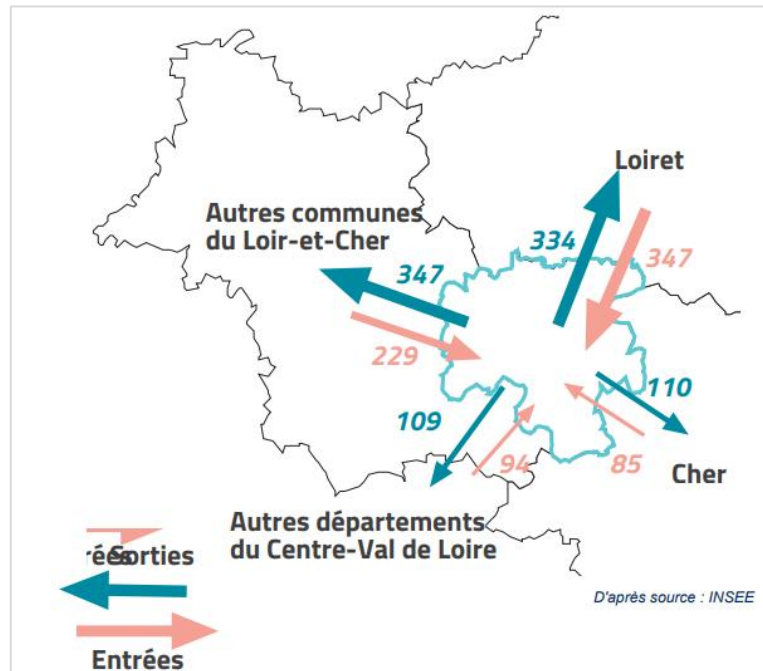 Loiret
Autres communes
du Loir-et-Cher
334
347
347
229
110
109
94
85
Cher
Autres départements
du Centre-Val de Loire
rées
Sorties
D'après source : INSEE
Entrées